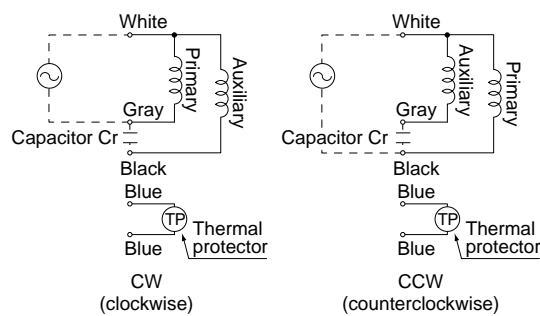 White
Primary
Auxiliary
Gray
Capacitor Cr
Black
Blue
TP
Blue
Thermal
protector
CW
(clockwise)
White
Auxiliary
Primary
Gray
Capacitor Cr
Black
Blue
TP
Blue
Thermal
protector
CCW
(counterclockwise)